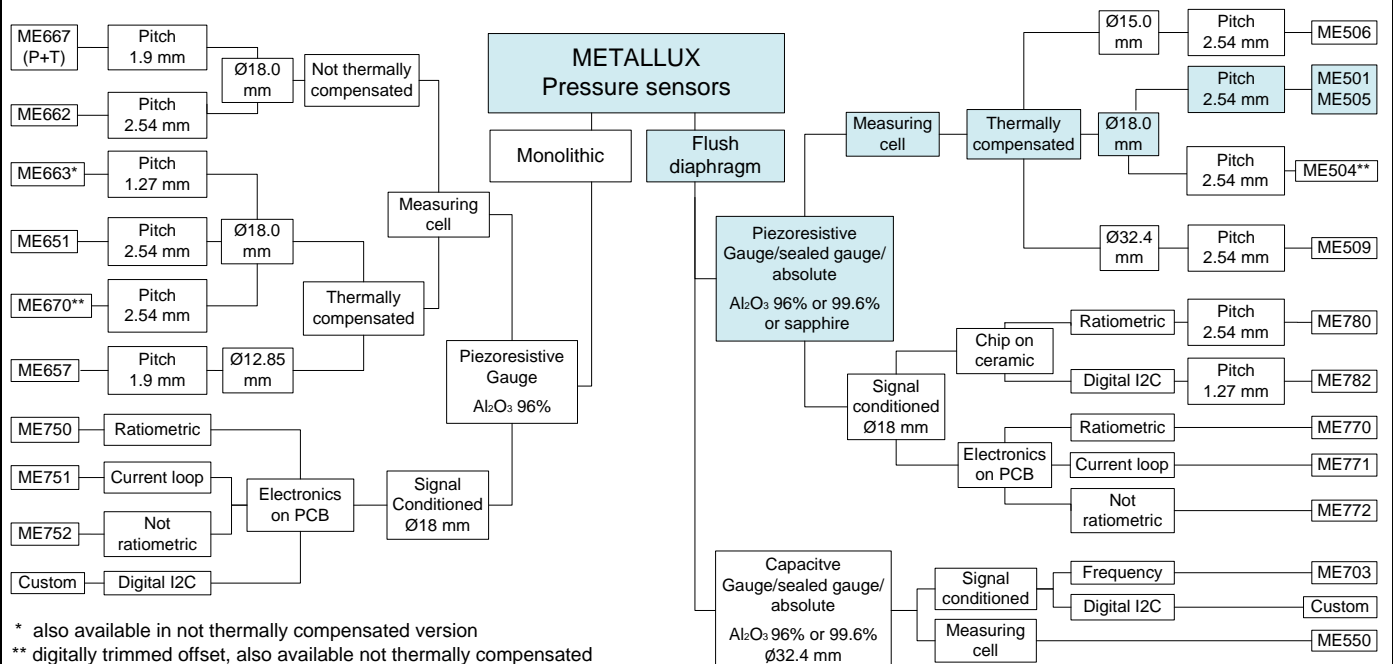 METALLUX
Pressure sensors
Monolithic
Flush
diaphragm
ME667
(P+T)
Pitch
1.9 mm
Ø18.0
mm
Not thermally
compensated
ME662
Pitch
2.54 mm
ME663*
Pitch
1.27 mm
Measuring
cell
ME651
Pitch
2.54 mm
Ø18.0
mm
ME670**
Pitch
2.54 mm
Thermally
compensated
ME657
Pitch
1.9 mm
Ø12.85
mm
Piezoresistive
Gauge
Al₂O₃ 96%
ME750
Ratiometric
ME751
Current loop
Electronics
on PCB
Signal
Conditioned
Ø18 mm
ME752
Not
ratiometric
Custom
Digital I2C
* also available in not thermally compensated version
** digitally trimmed offset, also available not thermally compensated
Ø15.0
mm
Pitch
2.54 mm
ME506
Measuring
cell
Thermally
compensated
Ø18.0
mm
Pitch
2.54 mm
ME501
ME505
Pitch
2.54 mm
ME504**
Ø32.4
mm
Pitch
2.54 mm
ME509
Piezoresistive
Gauge/sealed gauge/
absolute
Al₂O₃ 96% or 99.6%
or sapphire
Signal
conditioned
Ø18 mm
Chip on
ceramic
Ratiometric
Pitch
2.54 mm
ME780
Digital I2C
Pitch
1.27 mm
ME782
Electronics
on PCB
Ratiometric
ME770
Current loop
ME771
Not
ratiometric
ME772
Capacitve
Gauge/sealed gauge/
absolute
Al₂O₃ 96% or 99.6%
Ø32.4 mm
Signal
conditioned
Frequency
ME703
Digital I2C
Custom
Measuring
cell
ME550